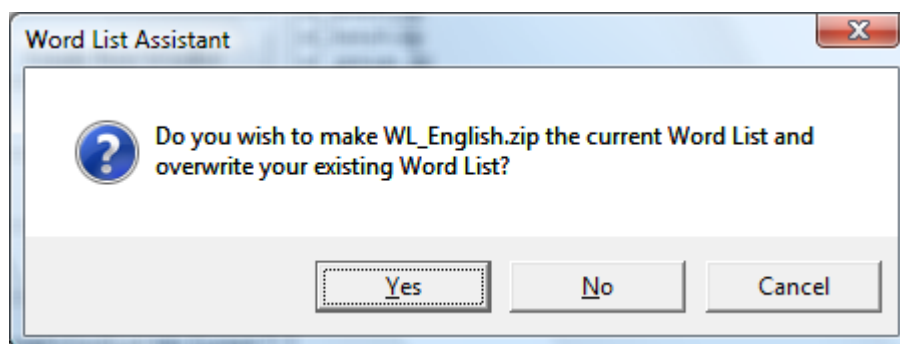 Word List Assistant
Do you wish to make WL_English.zip the current Word List and
overwrite your existing Word List?
Yes
No
Cancel